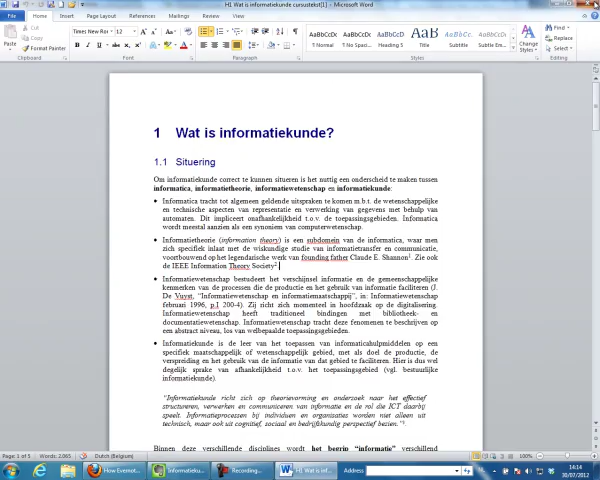 H1 Wat is informatiekunde cursustekst[1] - Microsoft Word
File Home Insert Page Layout References Mailings Review View
Cut
Copy
Format Painter
Paste
Times New Ror 12
AaBbCcDc AaBbCcDc AaBbCcD AaB AaBbCc. AaBbCcDc
¶ Normal ¶ No Spaci... Heading 5 Title Subtitle Subtle Em...
Change Styles
Find
Replace
Select
Clipboard Font Paragraph Styles Editing
1 Wat is informatiekunde?
1.1 Situering
Om informatiekunde correct te kunnen situeren is het nuttig een onderscheid te maken tussen
informatica, informatietheorie, informatiewetenschap en informatiekunde:
• Informatica tracht tot algemeen geldende uitspraken te komen m.b.t. de wetenschappelijke
en technische aspecten van representatie en verwerking van gegevens met behulp van
automaten. Dit impliceert onafhankelijkheid t.o.v. de toepassingsgebieden. Informatica
wordt meestal aanzien als een synoniem van computerwetenschap.
• Informatietheorie (information theory) is een subdomein van de informatica, waar men
zich specifiek inlaat met de wiskundige studie van informatietransfer en communicatie,
voortbouwend op het legendarische werk van founding father Claude E. Shannon¹. Zie ook
de IEEE Information Theory Society².
• Informatiewetenschap bestudeert het verschijnsel informatie en de gemeenschappelijke
kenmerken van de processen die de productie en het gebruik van informatie faciliteren (J.
De Vuyst, “Informatiewetenschap en informatiemaatschappij”, in: Informatiewetenschap
februari 1996, p.1 200-4). Zij richt zich momenteel in hoofdzaak op de digitalisering.
Informatiewetenschap heeft traditioneel bindingen met bibliotheek- en
documentatiewetenschap. Informatiewetenschap tracht deze fenomenen te beschrijven op
een abstract niveau, los van welbepaalde toepassingsgebieden.
• Informatiekunde is de leer van het toepassen van informaticahulpmiddelen op een
specifiek maatschappelijk of wetenschappelijk gebied, met als doel de productie, de
verspreiding en het gebruik van de informatie van dat gebied te faciliteren. Hier is dus wel
degelijk sprake van afhankelijkheid t.o.v. het toepassingsgebied (vgl. bestuurlijke
informatiekunde).
“Informatiekunde richt zich op theorievorming en onderzoek naar het effectief
structureren, verwerken en communiceren van informatie en de rol die ICT daarbij
speelt. Informatieprocessen bij individuen en organisaties worden niet alleen uit
technisch, maar ook uit cognitief, sociaal en bedrijfskundig perspectief bezien.”³.
Binnen deze verschillende disciplines wordt het begrip “informatie” verschillend
Page: 1 of 5 Words: 2.065 Dutch (Belgium) 100%
How Evernot... Informatieku... Recording... Wat is inf... Address NL 14:14
30/07/2012